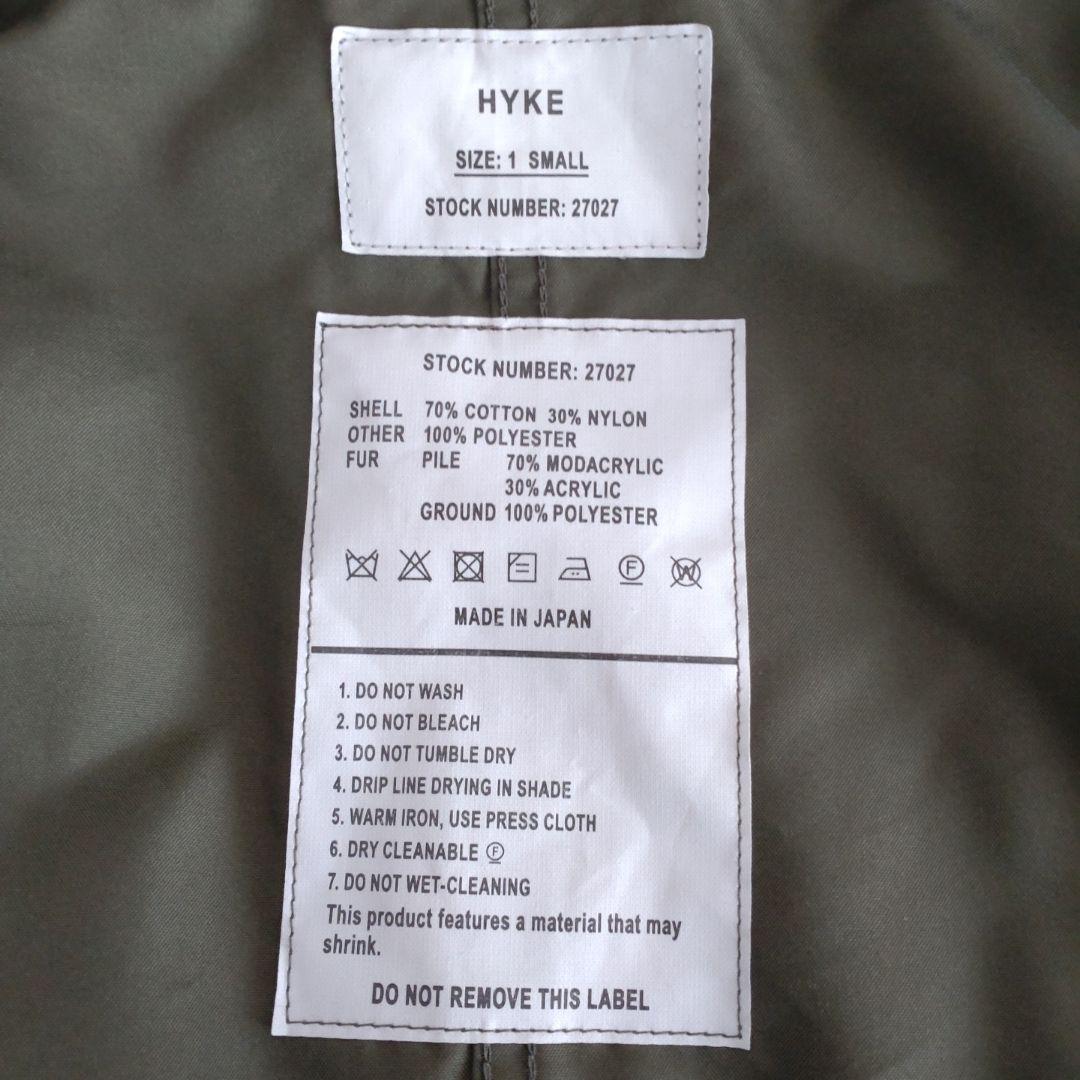 HYKE
SIZE: 1 SMALL
STOCK NUMBER: 27027
STOCK NUMBER: 27027
SHELL 70% COTTON 30% NYLON
OTHER 100% POLYESTER
FUR PILE 70% MODACRYLIC
30% ACRYLIC
GROUND 100% POLYESTER
F W
MADE IN JAPAN
1. DO NOT WASH
2. DO NOT BLEACH
3. DO NOT TUMBLE DRY
4. DRIP LINE DRYING IN SHADE
5. WARM IRON, USE PRESS CLOTH
6. DRY CLEANABLE Ⓕ
7. DO NOT WET-CLEANING
This product features a material that may
shrink.
DO NOT REMOVE THIS LABEL